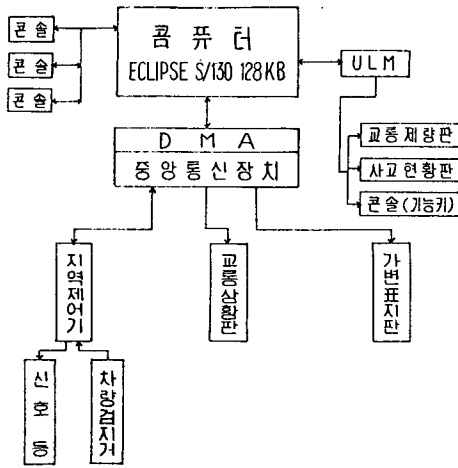 콘솔
콘솔
콘솔
콤퓨터
ECLIPSE S/130 128KB
ULM
DMA
중앙통신장치
교통제량판
사고현황판
콘솔(기능키)
지역제어기
교통상황판
가변표지판
신호등
차량검지거